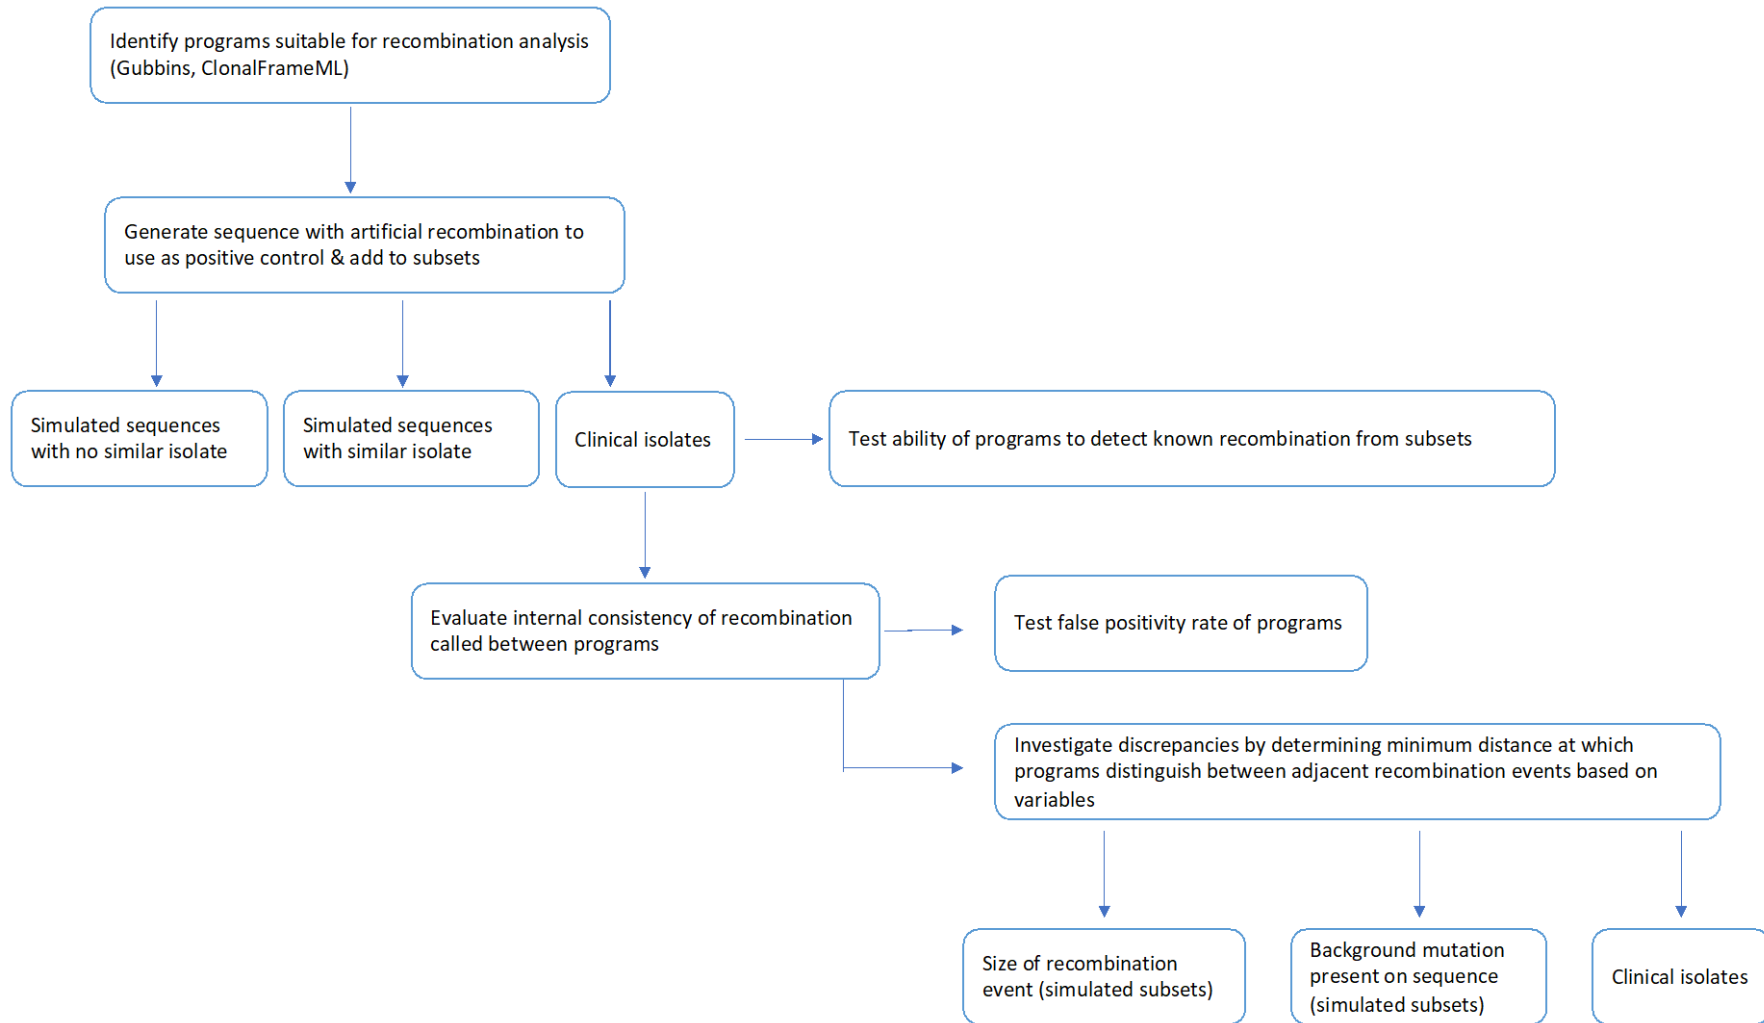 Identify programs suitable for recombination analysis
(Gubbins, ClonalFrameML)
Generate sequence with artificial recombination to
use as positive control & add to subsets
Simulated sequences
with no similar isolate
Simulated sequences
with similar isolate
Clinical isolates
Test ability of programs to detect known recombination from subsets
Evaluate internal consistency of recombination
called between programs
Test false positivity rate of programs
Investigate discrepancies by determining minimum distance at which
programs distinguish between adjacent recombination events based on
variables
Size of recombination
event (simulated subsets)
Background mutation
present on sequence
(simulated subsets)
Clinical isolates